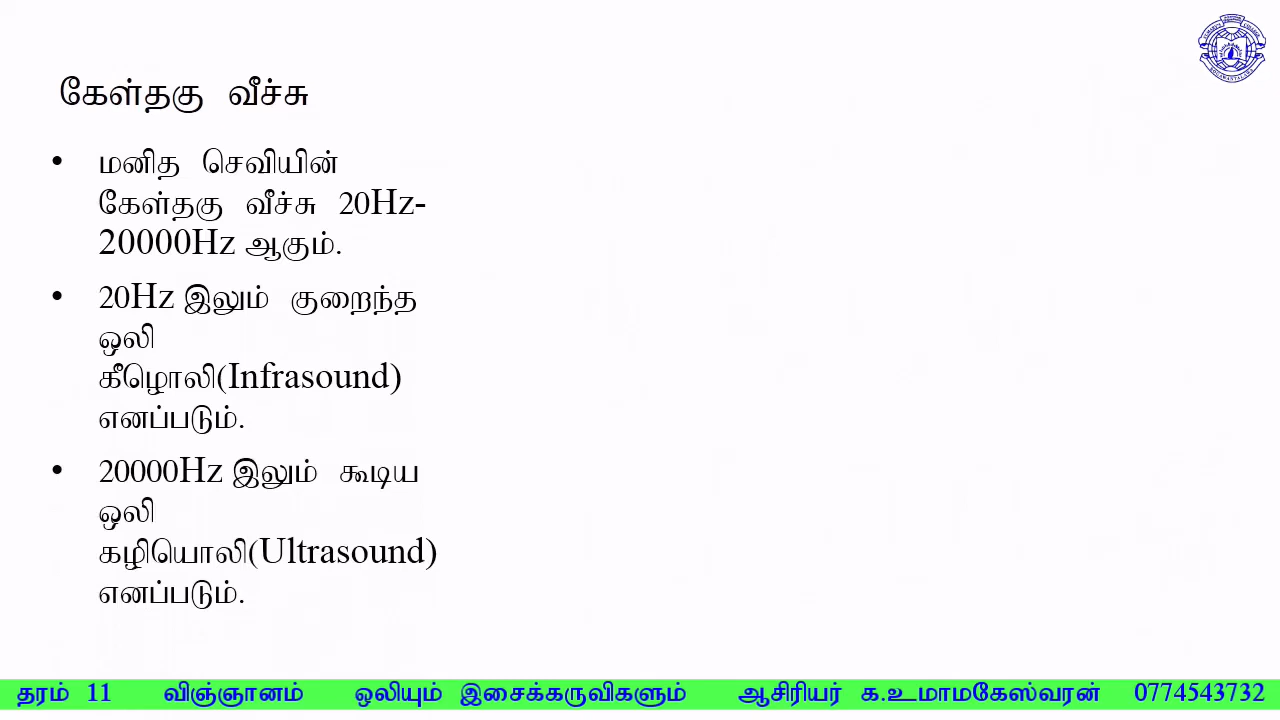 கேள்தகு வீச்சு
• மனித செவியின்
கேள்தகு வீச்சு 20Hz-
20000Hz ஆகும்.
• 20Hz இலும் குறைந்த
ஒலி
கீழொலி(Infrasound)
எனப்படும்.
• 20000Hz இலும் கூடிய
ஒலி
கழியொலி(Ultrasound)
எனப்படும்.
தரம் 11 விஞ்ஞானம் ஒலியும் இசைக்கருவிகளும் ஆசிரியர் க.உமாமகேஸ்வரன் 0774543732